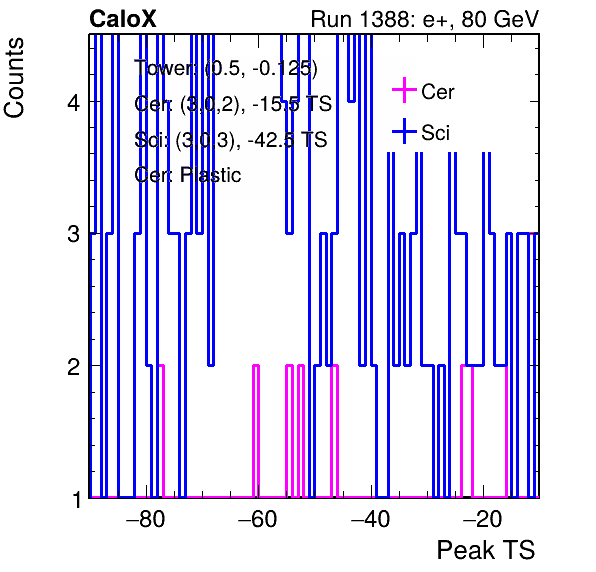 CaloX Run 1388: e+, 80 GeV
Counts
Tower: (0.5, -0.125)
Cer: (3,0,2), -15.5 TS
Sci: (3,0,3), -42.5 TS
Cer: Plastic
Cer
Sci
4
3
2
1
−80 −60 −40 −20
Peak TS